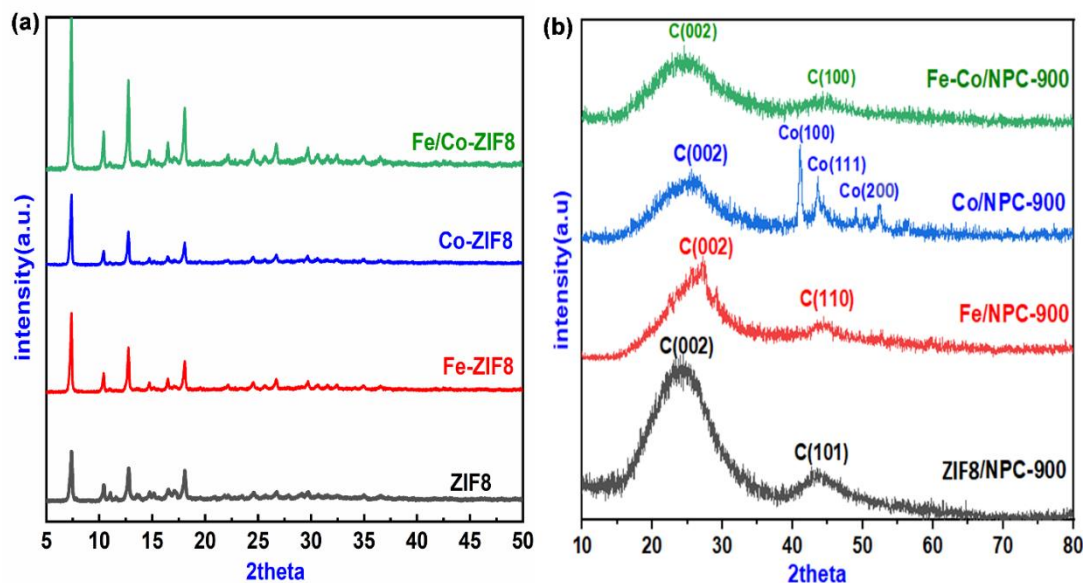 (a)
Fe/Co-ZIF8
Co-ZIF8
Fe-ZIF8
ZIF8
intensity(a.u.)
5 10 15 20 25 30 35 40 45 50
2theta
(b)
C(002)
Fe-Co/NPC-900
C(100)
Co(100)
C(002)
Co(111)
Co(200)
Co/NPC-900
C(002)
C(110)
Fe/NPC-900
C(002)
C(101)
ZIF8/NPC-900
intensity(a.u)
10 20 30 40 50 60 70 80
2theta